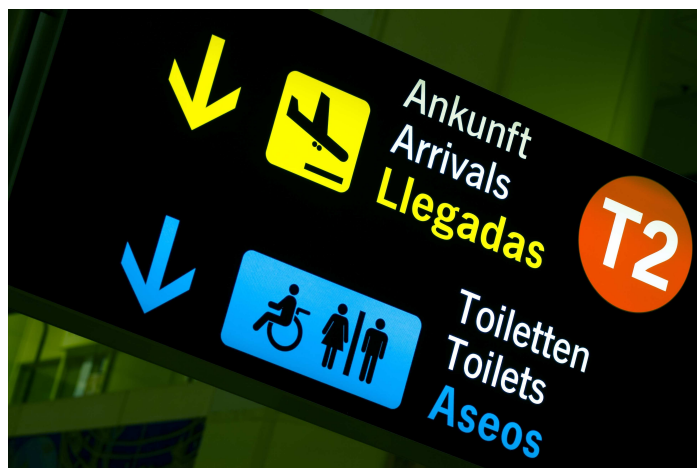 Ankunft
Arrivals
Llegadas
T2
Toiletten
Toilets
Aseos